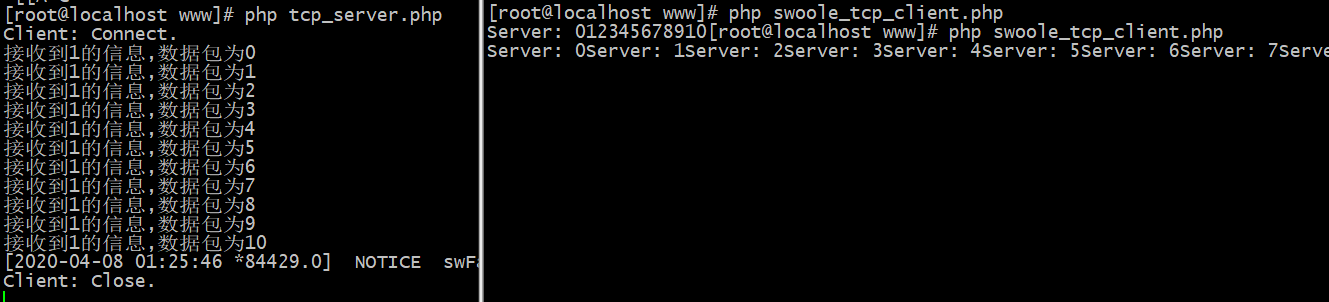 [root@localhost www]# php tcp_server.php
Client: Connect.
接收到1的信息,数据包为0
接收到1的信息,数据包为1
接收到1的信息,数据包为2
接收到1的信息,数据包为3
接收到1的信息,数据包为4
接收到1的信息,数据包为5
接收到1的信息,数据包为6
接收到1的信息,数据包为7
接收到1的信息,数据包为8
接收到1的信息,数据包为9
接收到1的信息,数据包为10
[2020-04-08 01:25:46 *84429.0]  NOTICE  swFa
Client: Close.
[root@localhost www]# php swoole_tcp_client.php
Server: 012345678910[root@localhost www]# php swoole_tcp_client.php
Server: 0Server: 1Server: 2Server: 3Server: 4Server: 5Server: 6Server: 7Serve